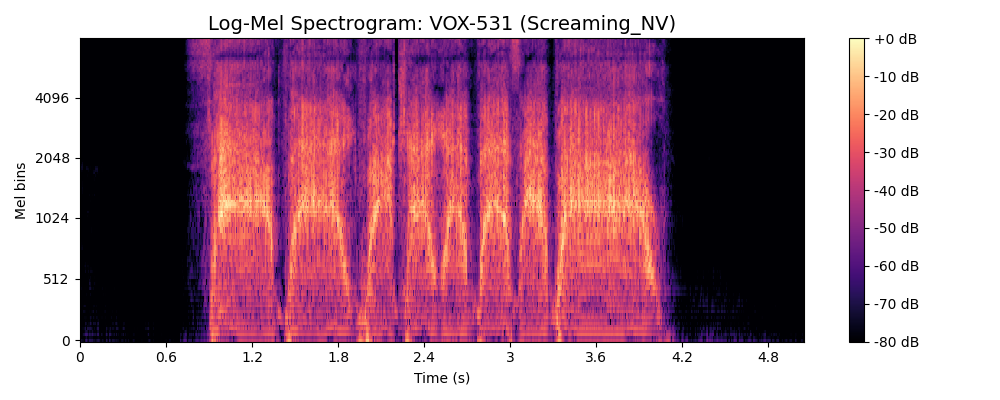 Log-Mel Spectrogram: VOX-531 (Screaming_NV)
Mel bins
4096
2048
1024
512
0
0 0.6 1.2 1.8 2.4 3 3.6 4.2 4.8
Time (s)
+0 dB
-10 dB
-20 dB
-30 dB
-40 dB
-50 dB
-60 dB
-70 dB
-80 dB